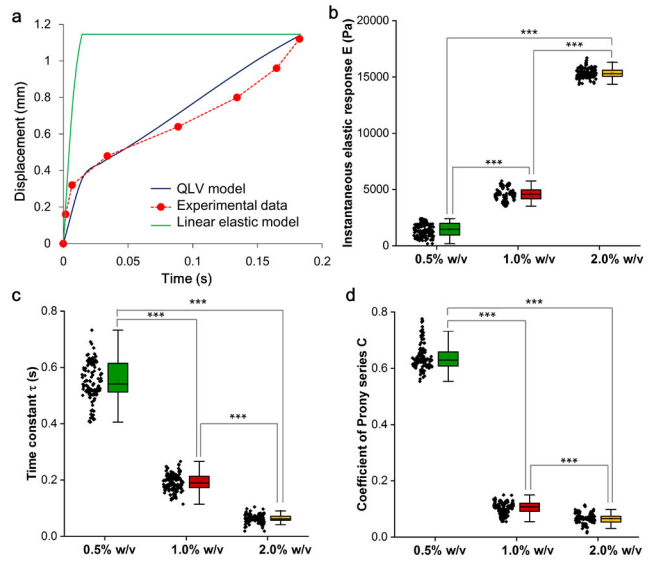 a
1.2
1
0.8
0.6
0.4
0.2
0
0
0.05
0.1
0.15
0.2
Displacement (mm)
Time (s)
QLV model
Experimental data
Linear elastic model
b
20000
15000
10000
5000
0
Instantaneous elastic response E (Pa)
***
***
***
0.5% w/v
1.0% w/v
2.0% w/v
c
0.8
0.6
0.4
0.2
0.0
Time constant τ (s)
***
***
***
0.5% w/v
1.0% w/v
2.0% w/v
d
0.8
0.6
0.4
0.2
0.0
Coefficient of Prony series C
***
***
***
0.5% w/v
1.0% w/v
2.0% w/v